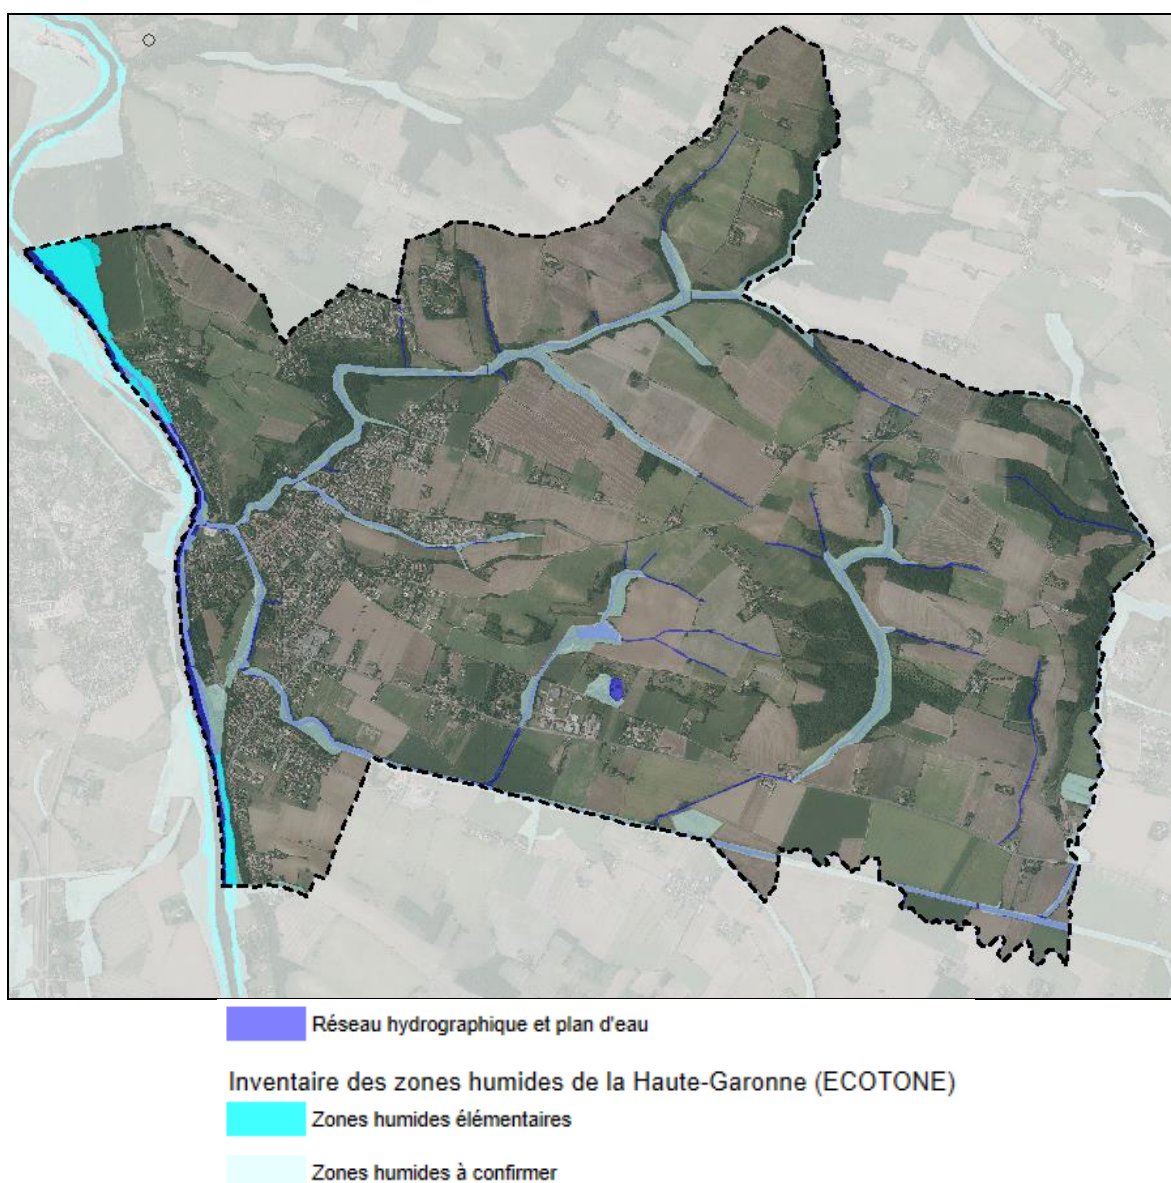 Réseau hydrographique et plan d'eau
Inventaire des zones humides de la Haute-Garonne (ECOTONE)
Zones humides élémentaires
Zones humides à confirmer